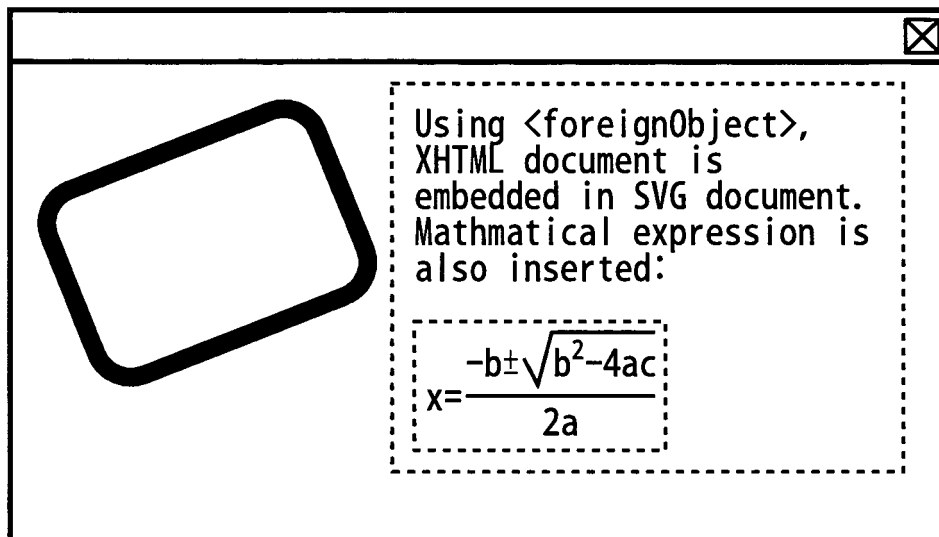 Using <foreignObject>,
XHTML document is
embedded in SVG document.
Mathmatical expression is
also inserted:
x=
-b±√b²-4ac
2a